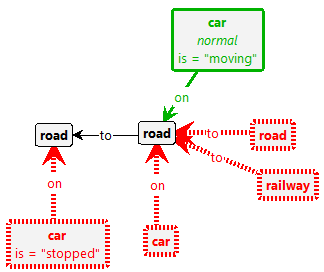 car
normal
is = "moving"
on
road
to
road
to
road
to
railway
on
on
car
is = "stopped"
car